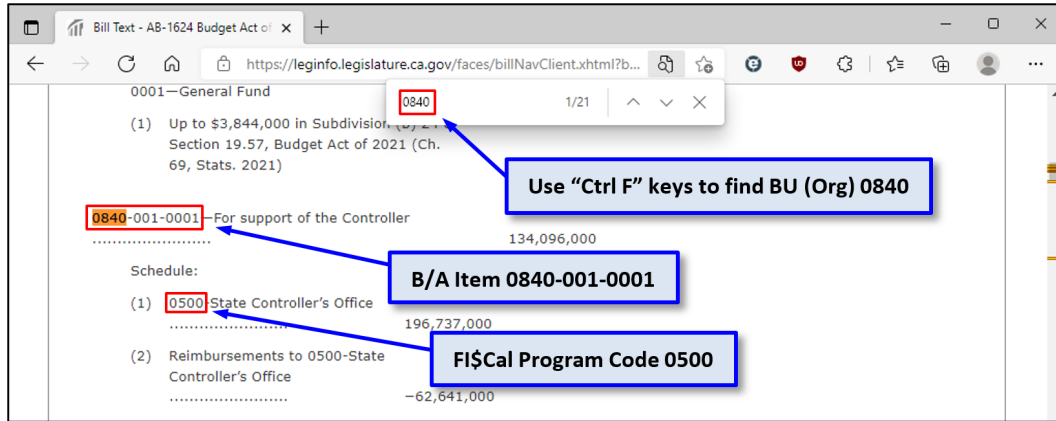 Bill Text - AB-1624 Budget Act of
https://leginfo.legislature.ca.gov/faces/billNavClient.xhtml?b...
0001—General Fund
0840 1/21
(1) Up to $3,844,000 in Subdivision (b)
Section 19.57, Budget Act of 2021 (Ch.
69, Stats. 2021)
Use “Ctrl F” keys to find BU (Org) 0840
0840-001-0001—For support of the Controller
........................ 134,096,000
B/A Item 0840-001-0001
Schedule:
(1) 0500-State Controller’s Office
........................ 196,737,000
FI$Cal Program Code 0500
(2) Reimbursements to 0500-State
Controller’s Office
........................ −62,641,000